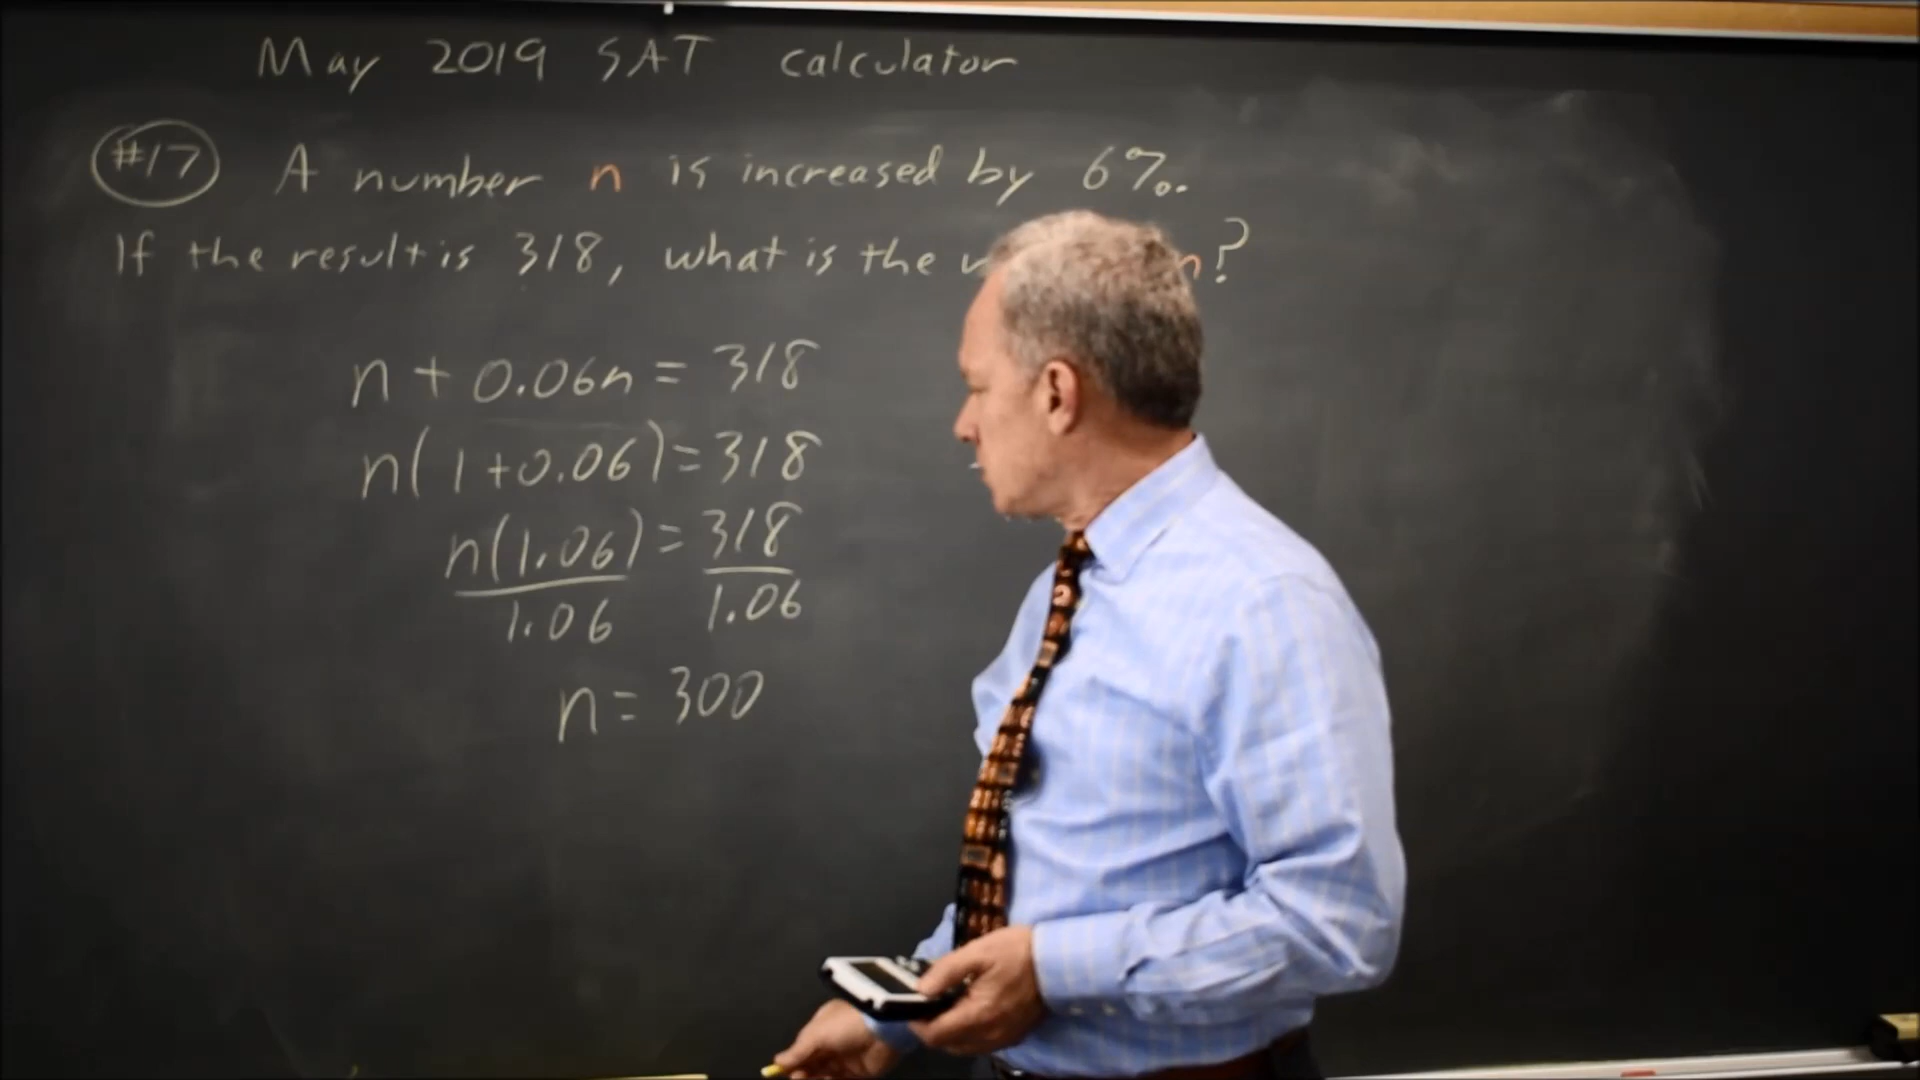 May 2019 SAT calculator
#17 A number n is increased by 6%.
If the result is 318, what is the n?
n + 0.06n = 318
n(1+0.06) = 318
n(1.06) = 318
1.06 1.06
n = 300